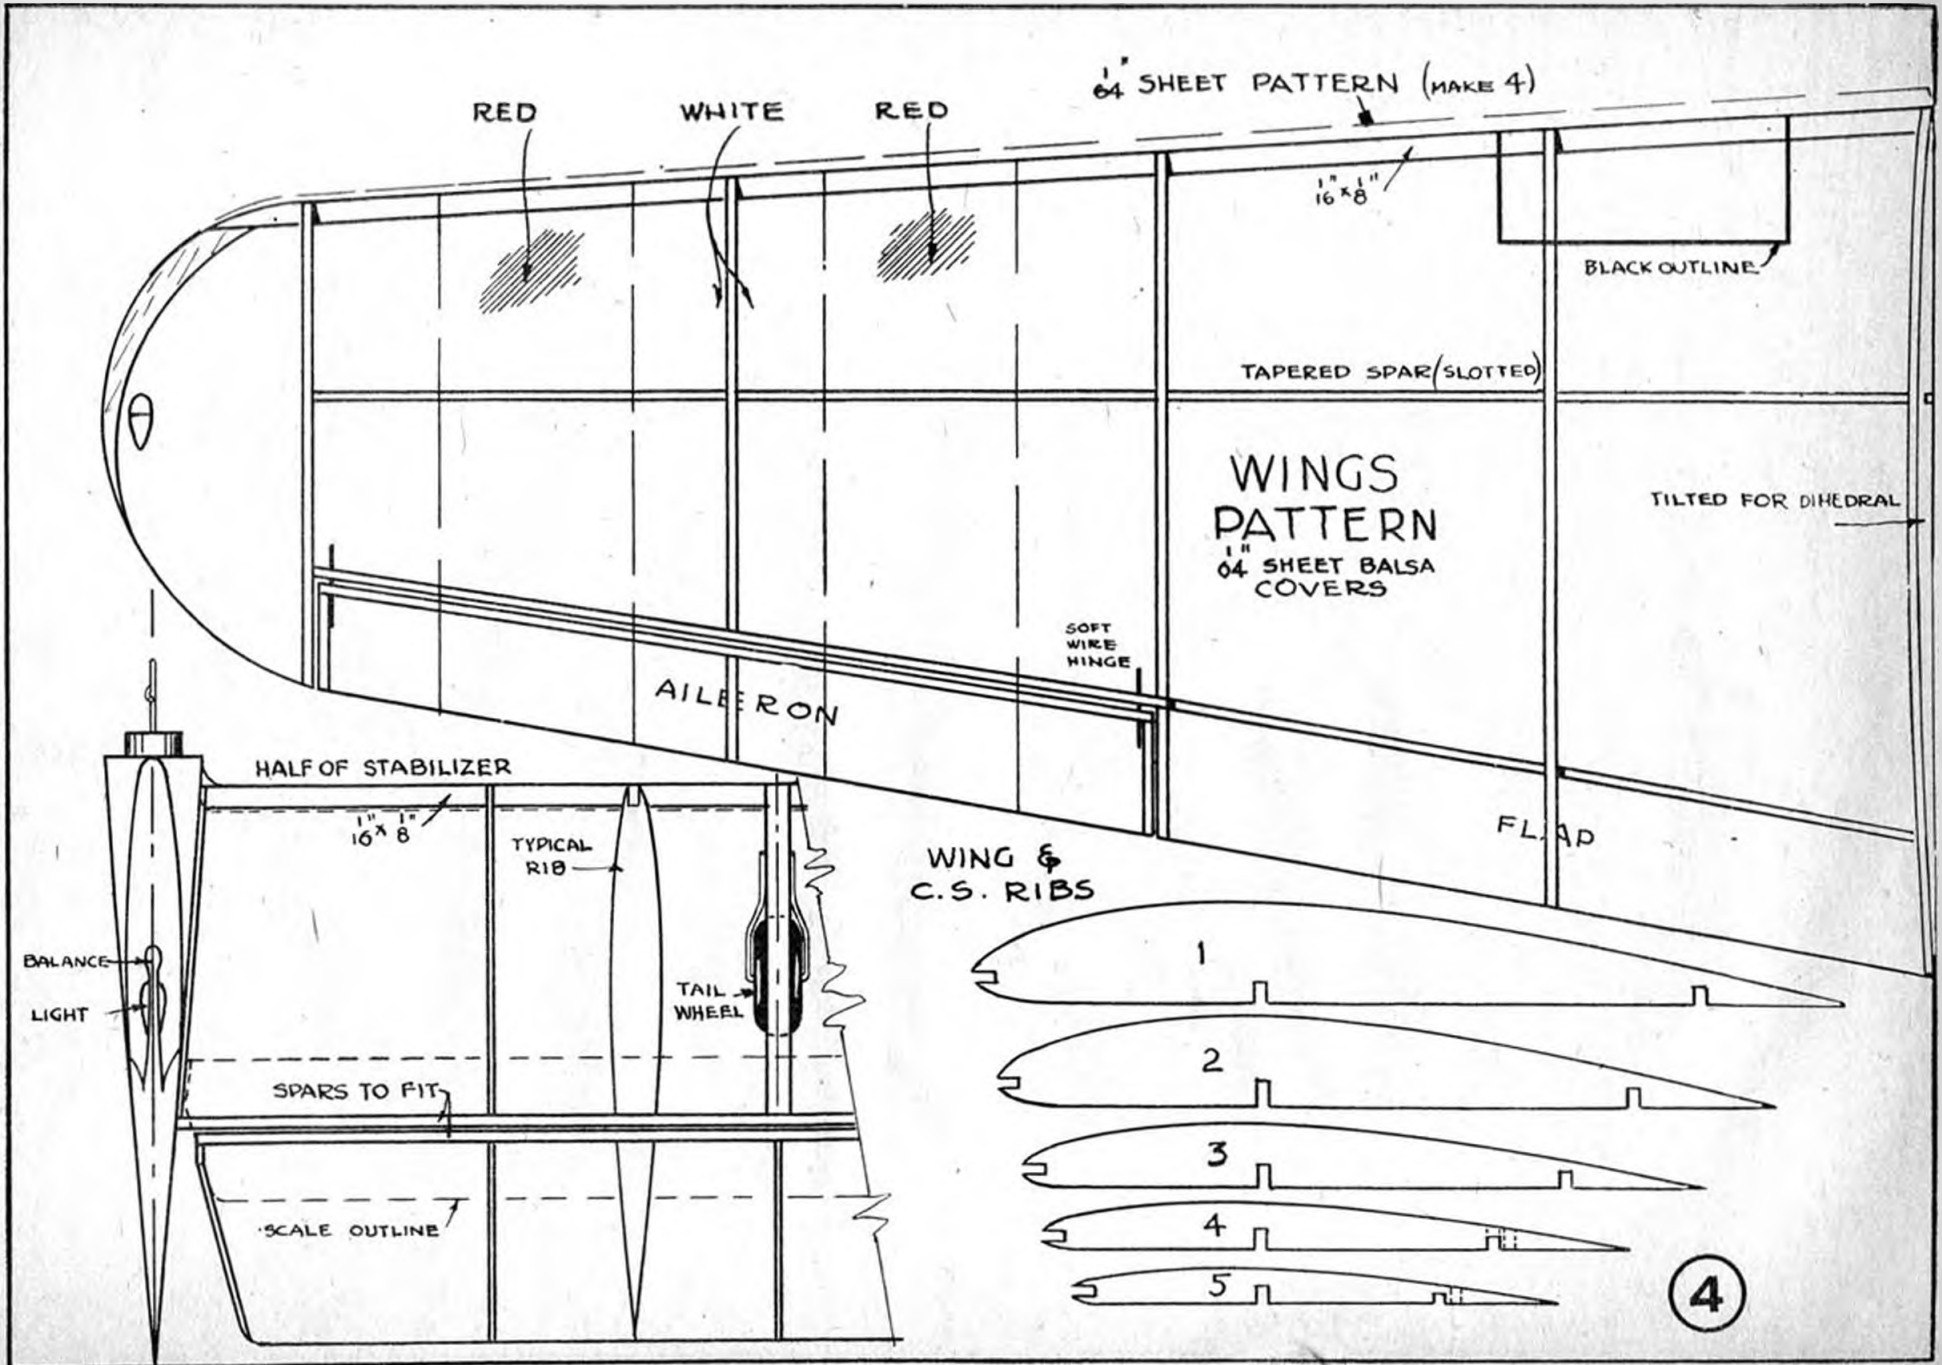 1/64" SHEET PATTERN (MAKE 4)
RED
WHITE
RED
1/16" x 1/8"
BLACK OUTLINE
TAPERED SPAR (SLOTTED)
WINGS
PATTERN
1/64" SHEET BALSA
COVERS
TILTED FOR DIHEDRAL
SOFT
WIRE
HINGE
AILERON
FLAP
HALF OF STABILIZER
1/16" x 1/8"
TYPICAL
RIB
WING &
C.S. RIBS
BALANCE
LIGHT
TAIL
WHEEL
SPARS TO FIT
SCALE OUTLINE
1
2
3
4
5
4